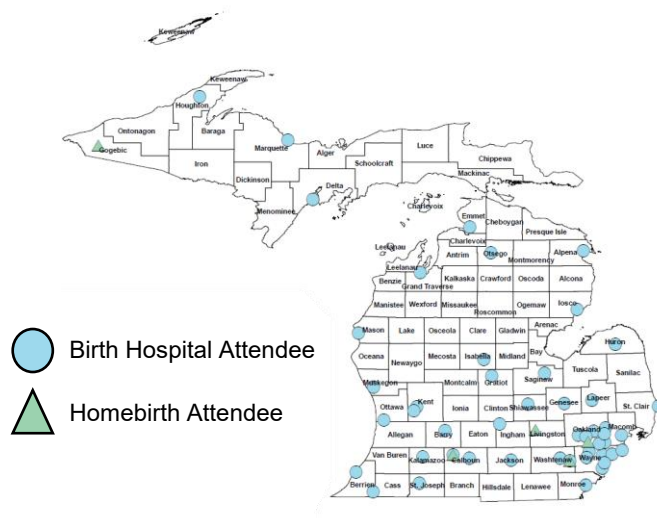 Keweenaw
Keweenaw
Houghton
Ontonagon
Baraga
Gogebic
Marquette
Luce
Alger
Chippewa
Iron
Schoolcraft
Mackinac
Dickinson
Delta
Menominee
Charlevoix
Emmet
Cheboygan
Presque Isle
Charlevoix
Leelanau
Antrim
Otsego
Montmorency
Alpena
Leelanau
Benzie
Grand Traverse
Kalkaska
Crawford
Oscoda
Alcona
Manistee
Wexford
Missaukee
Roscommon
Ogemaw
Iosco
Arenac
Mason
Lake
Osceola
Clare
Gladwin
Huron
Birth Hospital Attendee
Oceana
Newaygo
Mecosta
Isabella
Midland
Bay
Tuscola
Sanilac
Muskegon
Montcalm
Gratiot
Saginaw
Homebirth Attendee
Ottawa
Kent
Ionia
Clinton
Shiawassee
Genesee
Lapeer
St. Clair
Allegan
Barry
Eaton
Ingham
Livingston
Oakland
Macomb
Van Buren
Kalamazoo
Calhoun
Jackson
Washtenaw
Wayne
Berrien
Cass
St. Joseph
Branch
Hillsdale
Lenawee
Monroe